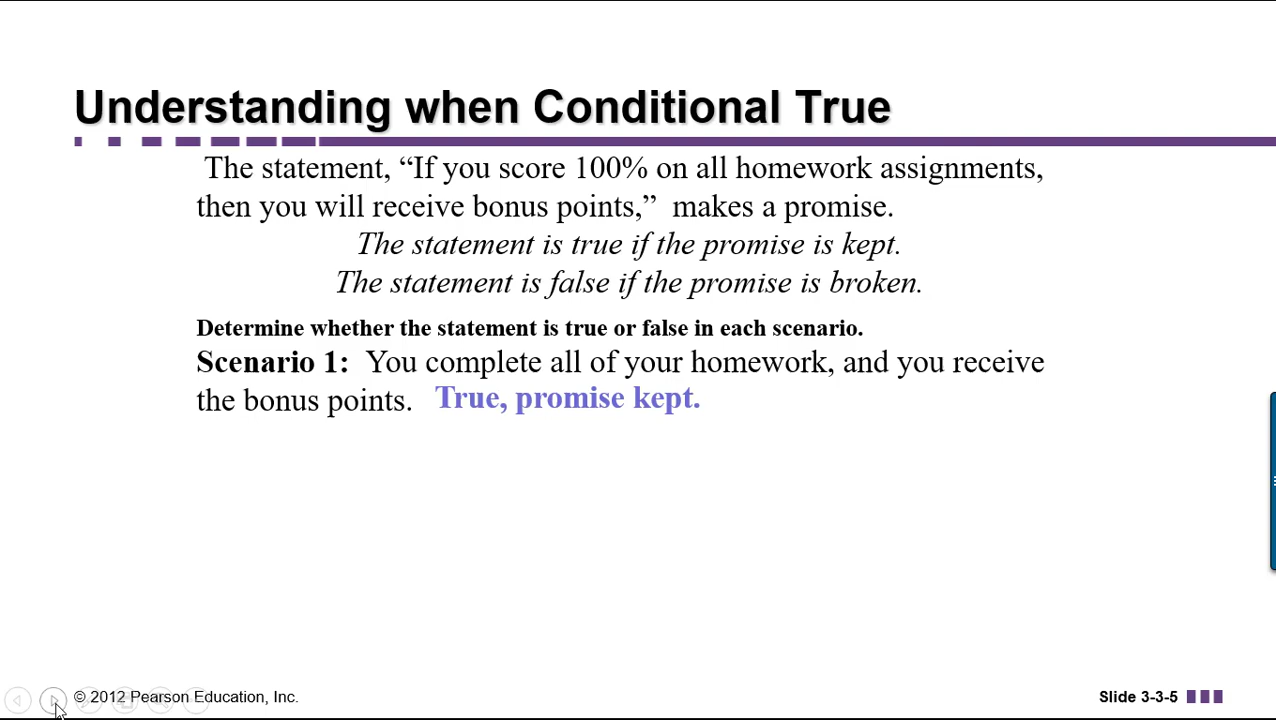 Understanding when Conditional True
The statement, “If you score 100% on all homework assignments,
then you will receive bonus points,” makes a promise.
The statement is true if the promise is kept.
The statement is false if the promise is broken.
Determine whether the statement is true or false in each scenario.
Scenario 1: You complete all of your homework, and you receive
the bonus points. True, promise kept.
© 2012 Pearson Education, Inc.
Slide 3-3-5